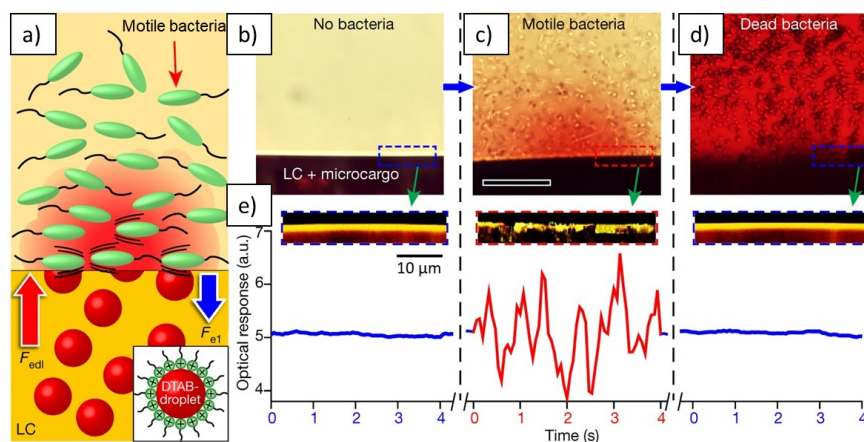 a)
Motile bacteria
F edl
F e1
DTAB-
droplet
LC
b)
No bacteria
LC + microcargo
c)
Motile bacteria
d)
Dead bacteria
e)
10 μm
Optical response (a.u.)
7
6
5
4
0 1 2 3 4
0 1 2 3 4
Time (s)
0 1 2 3 4